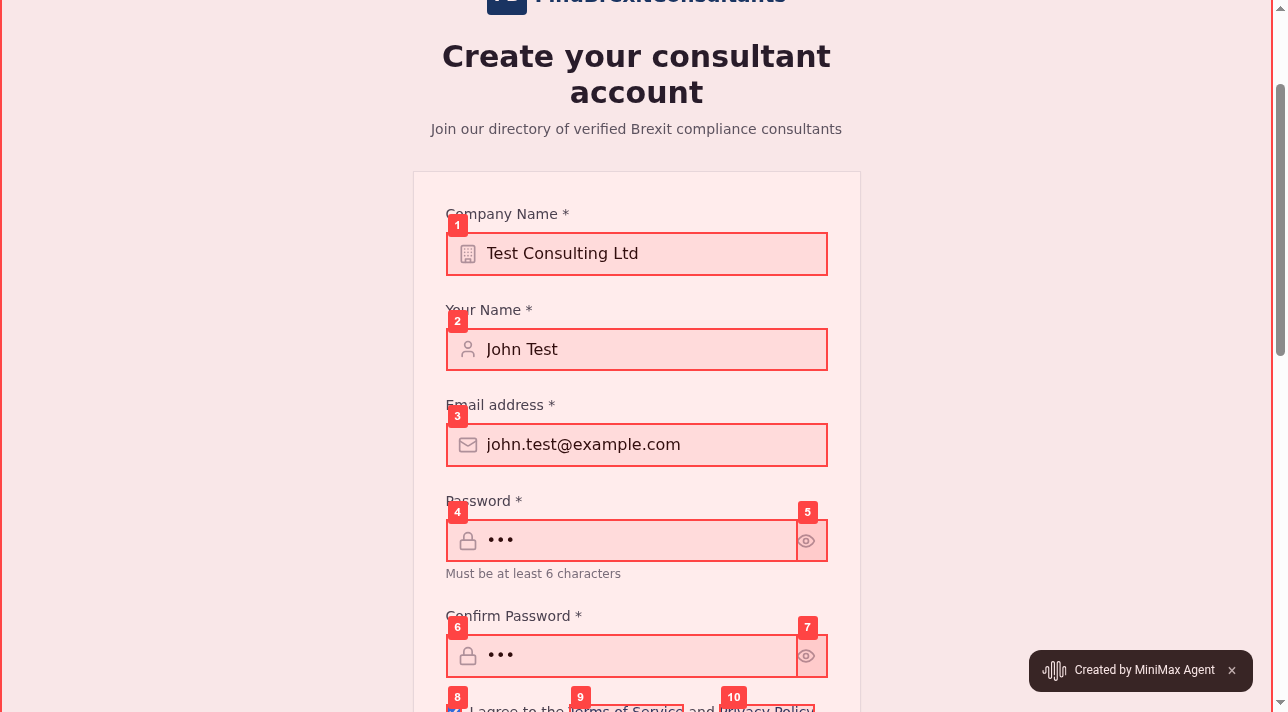 FindBrexitConsultants
Create your consultant
account
Join our directory of verified Brexit compliance consultants
Company Name *
1
Test Consulting Ltd
Your Name *
2
John Test
Email address *
3
john.test@example.com
Password *
4
5
•••
Must be at least 6 characters
Confirm Password *
6
7
•••
Created by MiniMax Agent ×
8
9
10
I agree to the Terms of Service and Privacy Policy